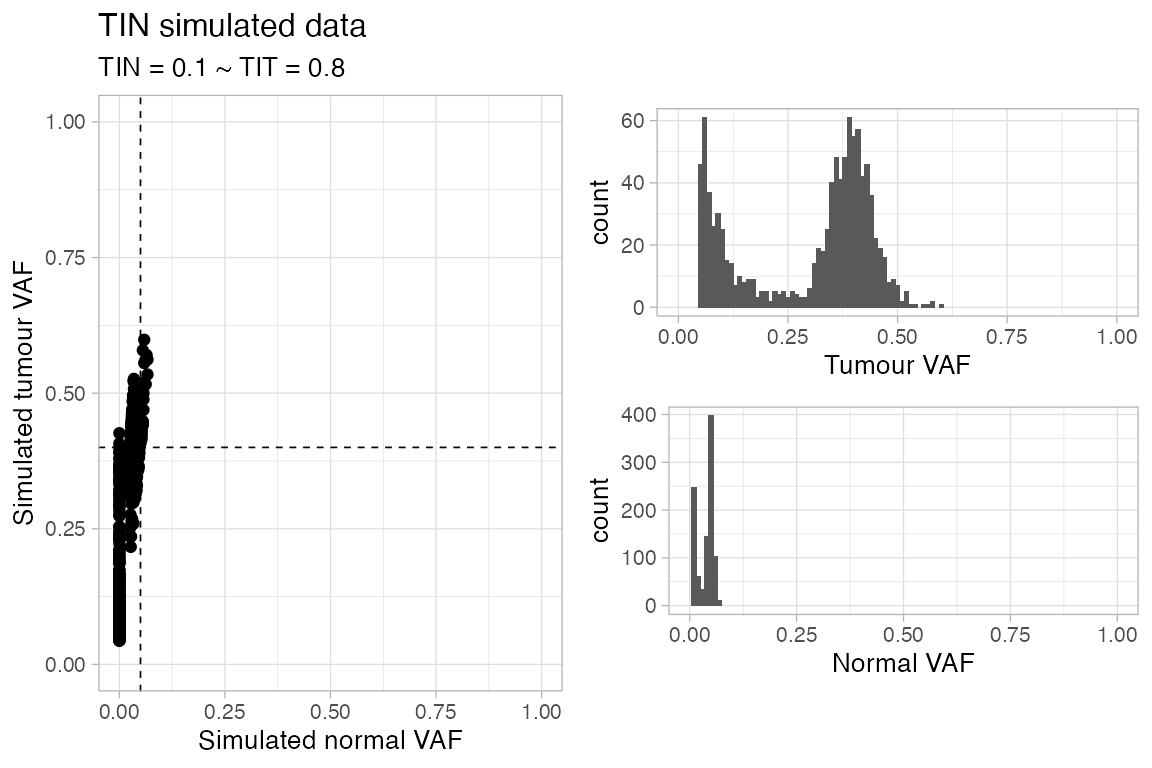 TIN simulated data
TIN = 0.1 ~ TIT = 0.8
1.00
0.75
0.50
0.25
0.00
Simulated tumour VAF
0.00 0.25 0.50 0.75 1.00
Simulated normal VAF
60
40
20
0
count
0.00 0.25 0.50 0.75 1.00
Tumour VAF
400
300
200
100
0
count
0.00 0.25 0.50 0.75 1.00
Normal VAF